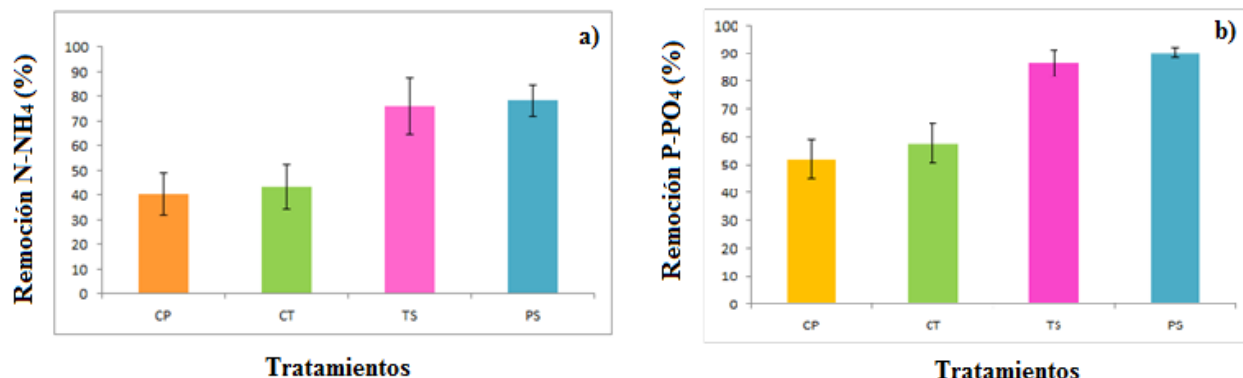 a)
Remoción N-NH₄ (%)
100
90
80
70
60
50
40
30
20
10
0
CP CT TS PS
Tratamientos
b)
Remoción P-PO₄ (%)
100
90
80
70
60
50
40
30
20
10
0
CP CT TS PS
Tratamientos